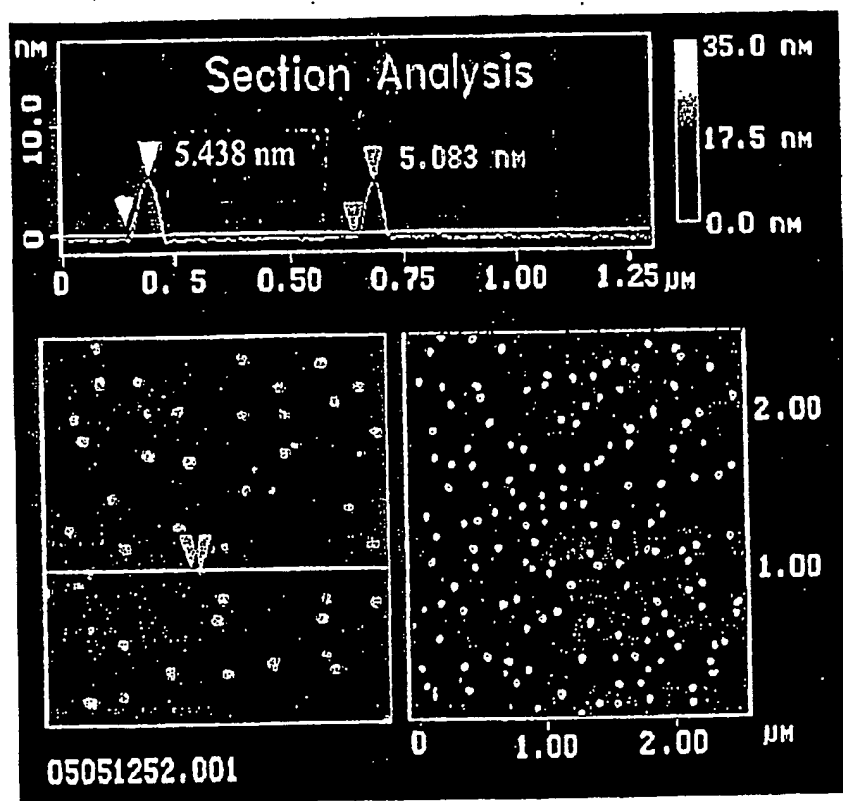 nm
Section Analysis
35.0 nm
10.0
5.438 nm
5.083 nm
17.5 nm
0
0.0 nm
0 0. 5 0.50 0.75 1.00 1.25 μm
2.00
1.00
0 1.00 2.00 μm
05051252.001